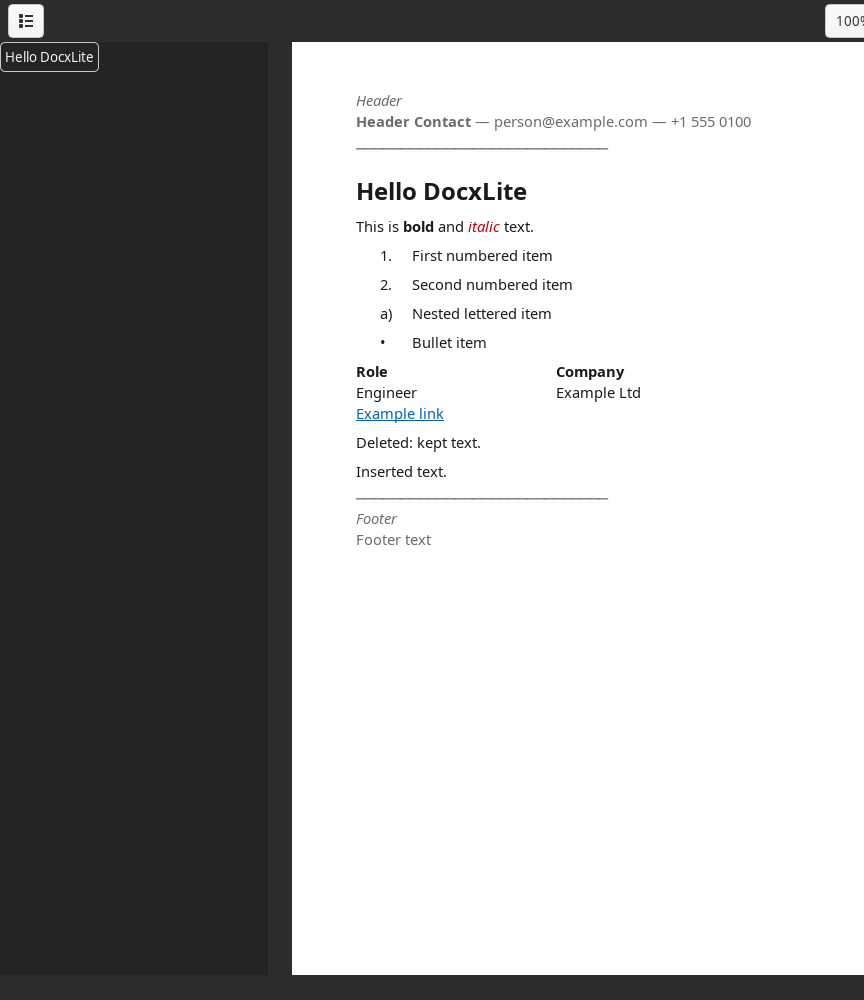 100%
Hello DocxLite
Header
Header Contact — person@example.com — +1 555 0100
Hello DocxLite
This is bold and italic text.
1. First numbered item
2. Second numbered item
a) Nested lettered item
• Bullet item
Role Company
Engineer Example Ltd
Example link
Deleted: kept text.
Inserted text.
Footer
Footer text